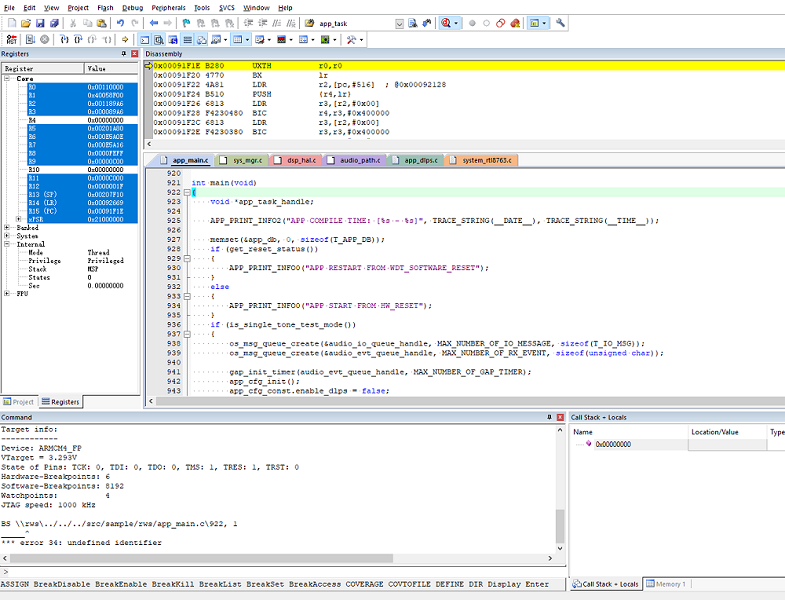 File Edit View Project Flash Debug Peripherals Tools SVCS Window Help
app_task
Registers
Register Value
Core
R0 0x00110000
R1 0x40058F00
R2 0x001189A6
R3 0x000089A6
R4 0x00000000
R5 0x00201A80
R6 0x000E5A0E
R7 0x000E5A16
R8 0x0000FEFF
R9 0x00000C00
R10 0x00000000
R11 0x0000C000
R12 0x0000001F
R13 (SP) 0x00207F10
R14 (LR) 0x00092669
R15 (PC) 0x00091F1E
xPSR 0x21000000
Banked
System
Internal
Mode Thread
Privilege Privileged
Stack MSP
States 0
Sec 0.00000000
FPU
Project Registers
Disassembly
0x00091F1E B280 UXTH r0,r0
0x00091F20 4770 BX lr
0x00091F22 4A81 LDR r2,[pc,#516] ; @0x00092128
0x00091F24 B510 PUSH {r4,lr}
0x00091F26 6813 LDR r3,[r2,#0x00]
0x00091F28 F4230480 BIC r4,r3,#0x400000
0x00091F2C 6813 LDR r3,[r2,#0x00]
0x00091F2E F4230380 BIC r3,r3,#0x400000
app_main.c sys_mgr.c dsp_hal.c audio_path.c app_dlps.c system_rtl8763.c
920
921 int main(void)
922 {
923 void *app_task_handle;
924
925 APP_PRINT_INFO2("APP COMPILE TIME: [%s - %s]", TRACE_STRING(__DATE__), TRACE_STRING(__TIME__));
926
927 memset(&app_db, 0, sizeof(T_APP_DB));
928 if (get_reset_status())
929 {
930 APP_PRINT_INFO0("APP RESTART FROM WDT_SOFTWARE_RESET");
931 }
932 else
933 {
934 APP_PRINT_INFO0("APP START FROM HW_RESET");
935 }
936 if (is_single_tone_test_mode())
937 {
938 os_msg_queue_create(&audio_io_queue_handle, MAX_NUMBER_OF_IO_MESSAGE, sizeof(T_IO_MSG));
939 os_msg_queue_create(&audio_evt_queue_handle, MAX_NUMBER_OF_RX_EVENT, sizeof(unsigned char));
940
941 gap_init_timer(audio_evt_queue_handle, MAX_NUMBER_OF_GAP_TIMER);
942 app_cfg_init();
943 app_cfg_const.enable_dlps = false;
Command
Target info:
------------
Device: ARMCM4_FP
VTarget = 3.293V
State of Pins: TCK: 0, TDI: 0, TDO: 0, TMS: 1, TRES: 1, TRST: 0
Hardware-Breakpoints: 6
Software-Breakpoints: 8192
Watchpoints: 4
JTAG speed: 1000 kHz
BS \\rws\../../../src/sample/rws/app_main.c\922, 1
_____^
*** error 34: undefined identifier
>
ASSIGN BreakDisable BreakEnable BreakKill BreakList BreakSet BreakAccess COVERAGE COVTOFILE DEFINE DIR Display Enter
Call Stack + Locals
Name Location/Value Type
0x00000000
Call Stack + Locals Memory 1